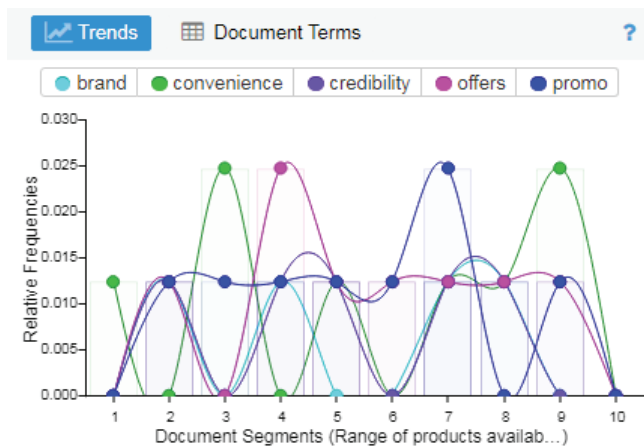 Trends Document Terms ?
brand convenience credibility offers promo
0.030
0.025
0.020
0.015
0.010
0.005
0.000
Relative Frequencies
1 2 3 4 5 6 7 8 9 10
Document Segments (Range of products availab...)